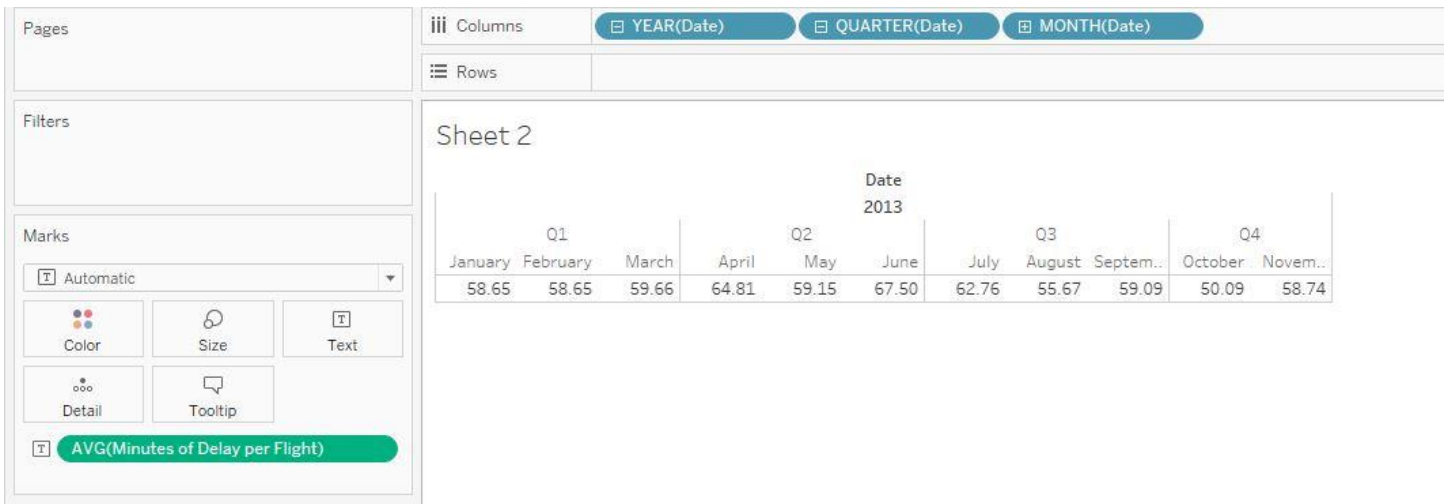 Pages
iii Columns
YEAR(Date)
QUARTER(Date)
MONTH(Date)
Rows
Filters
Sheet 2
Date
2013
Q1 Q2 Q3 Q4
January February March April May June July August Septem.. October Novem..
58.65 58.65 59.66 64.81 59.15 67.50 62.76 55.67 59.09 50.09 58.74
Marks
T Automatic
Color Size T Text
Detail Tooltip
T AVG(Minutes of Delay per Flight)